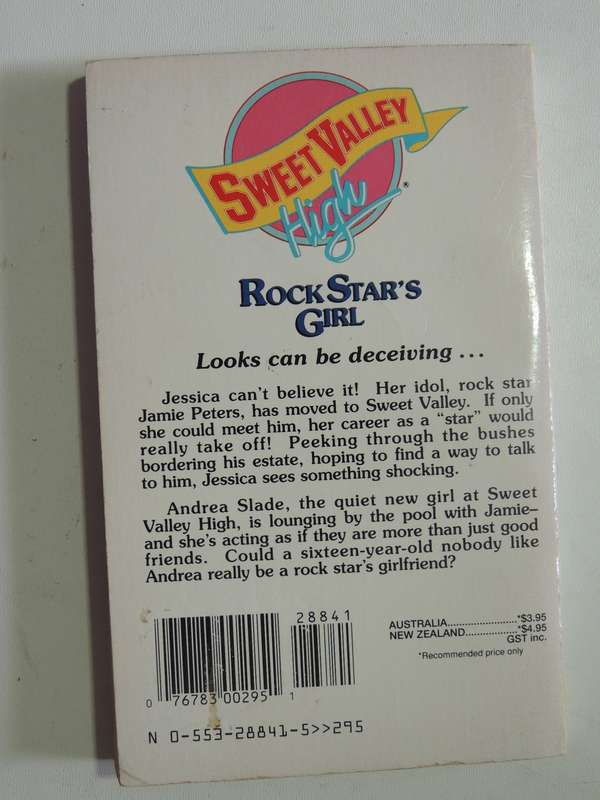 SWEET VALLEY
High®
ROCK STAR'S
GIRL
Looks can be deceiving ...
Jessica can't believe it! Her idol, rock star
Jamie Peters, has moved to Sweet Valley. If only
she could meet him, her career as a "star" would
really take off! Peeking through the bushes
bordering his estate, hoping to find a way to talk
to him, Jessica sees something shocking.
Andrea Slade, the quiet new girl at Sweet
Valley High, is lounging by the pool with Jamie–
and she's acting as if they are more than just good
friends. Could a sixteen-year-old nobody like
Andrea really be a rock star's girlfriend?
28841
AUSTRALIA........................*$3.95
NEW ZEALAND..................*$4.95
GST inc.
*Recommended price only
0 76783 00295 1
N 0-553-28841-5>>295